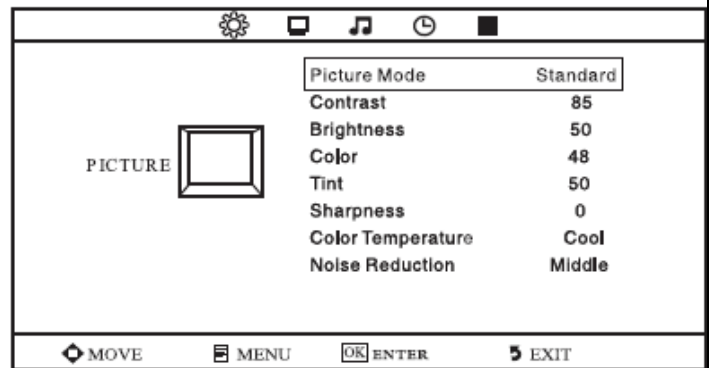 Picture Mode Standard
Contrast 85
Brightness 50
PICTURE
Color 48
Tint 50
Sharpness 0
Color Temperature Cool
Noise Reduction Middle
MOVE MENU OK ENTER EXIT